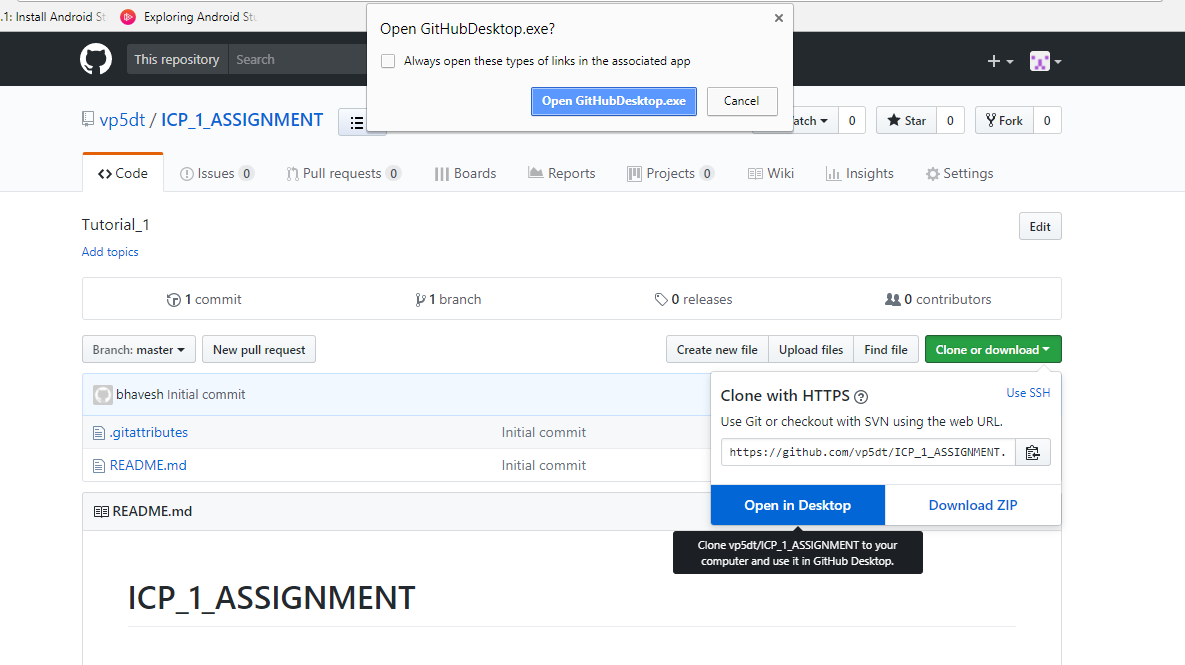 .1: Install Android St
Exploring Android Stu
Open GitHubDesktop.exe?
Always open these types of links in the associated app
Open GitHubDesktop.exe Cancel
This repository Search
vp5dt / ICP_1_ASSIGNMENT
atch 0 Star 0 Fork 0
Code Issues 0 Pull requests 0 Boards Reports Projects 0 Wiki Insights Settings
Tutorial_1
Edit
Add topics
1 commit 1 branch 0 releases 0 contributors
Branch: master New pull request Create new file Upload files Find file Clone or download
bhavesh Initial commit
.gitattributes Initial commit
README.md Initial commit
Clone with HTTPS ? Use SSH
Use Git or checkout with SVN using the web URL.
https://github.com/vp5dt/ICP_1_ASSIGNMENT.
Open in Desktop Download ZIP
Clone vp5dt/ICP_1_ASSIGNMENT to your
computer and use it in GitHub Desktop.
README.md
ICP_1_ASSIGNMENT